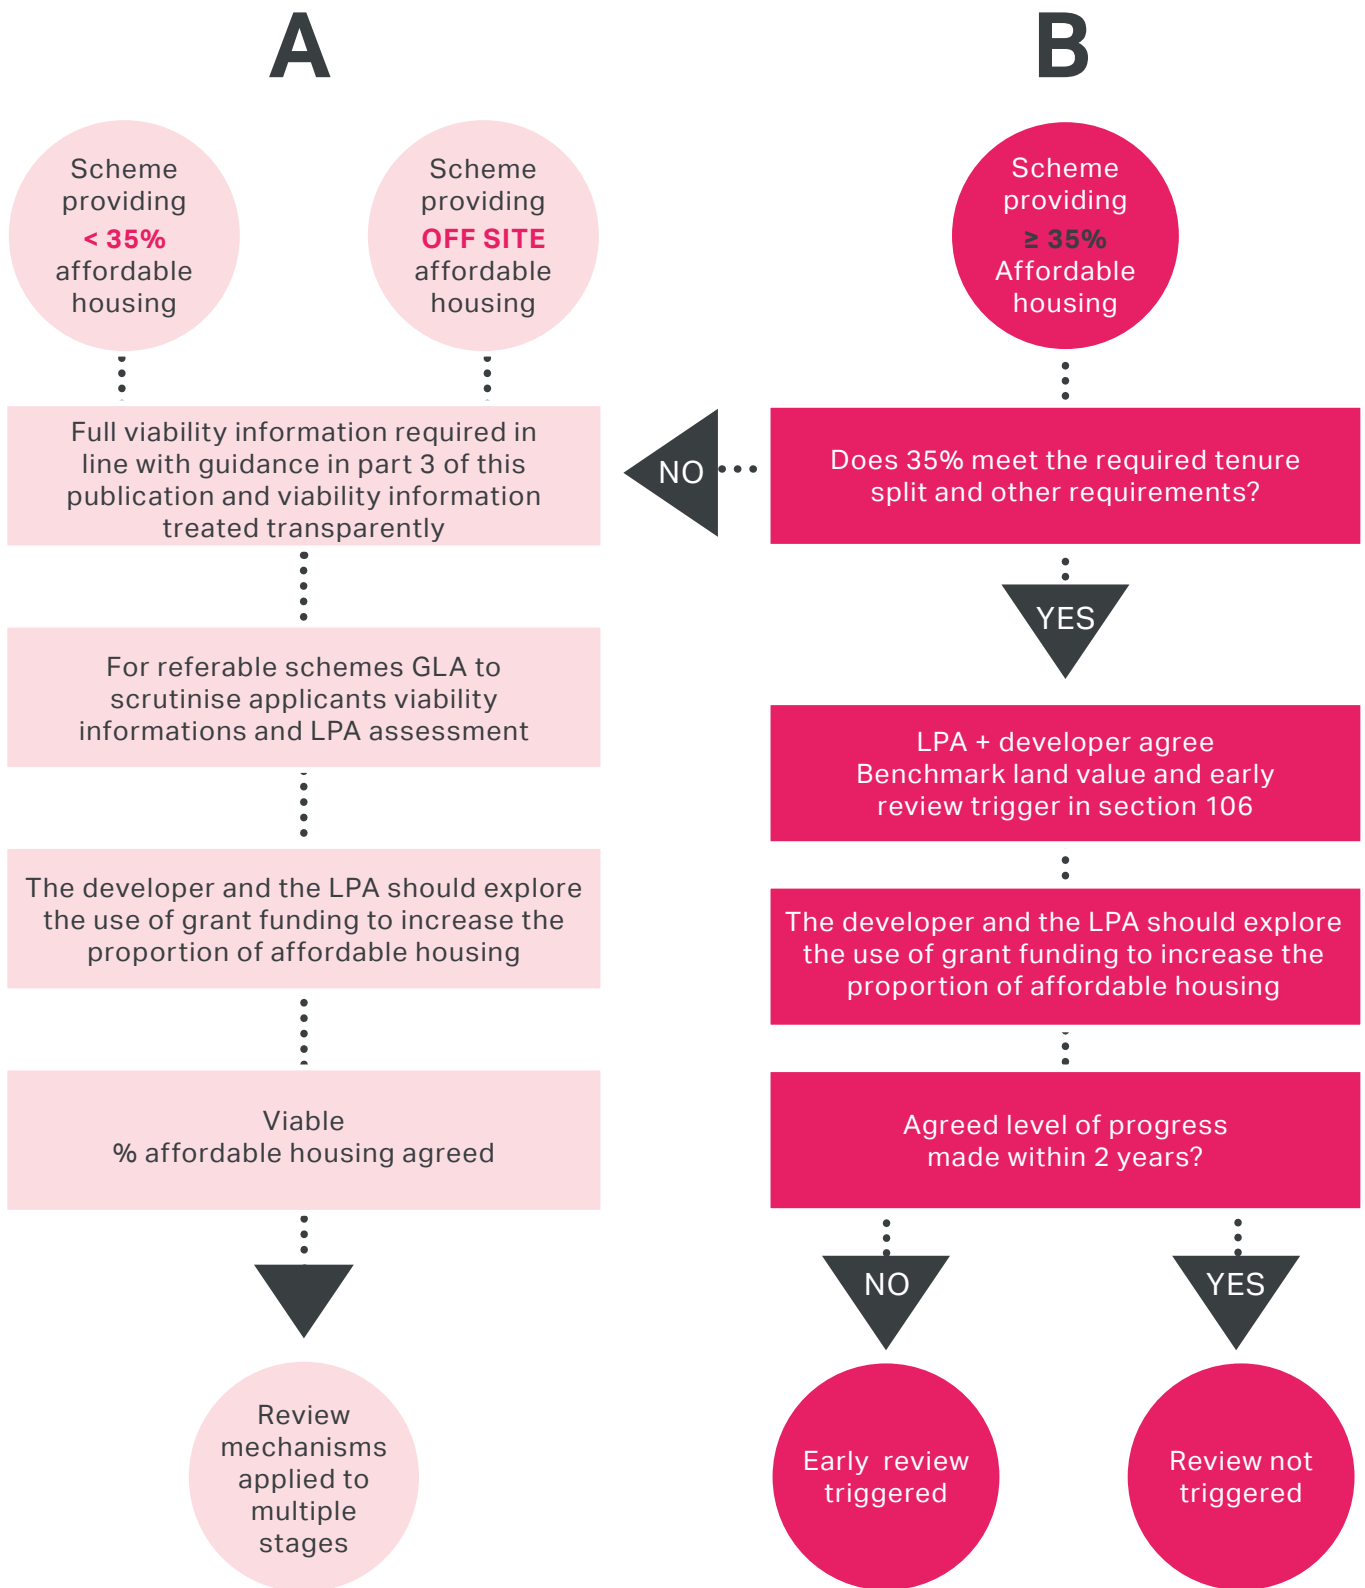 A
Scheme
providing
< 35%
affordable
housing
Scheme
providing
OFF SITE
affordable
housing
Full viability information required in
line with guidance in part 3 of this
publication and viability information
treated transparently
For referable schemes GLA to
scrutinise applicants viability
informations and LPA assessment
The developer and the LPA should explore
the use of grant funding to increase the
proportion of affordable housing
Viable
% affordable housing agreed
Review
mechanisms
applied to
multiple
stages
B
Scheme
providing
≥ 35%
Affordable
housing
Does 35% meet the required tenure
split and other requirements?
NO
YES
LPA + developer agree
Benchmark land value and early
review trigger in section 106
The developer and the LPA should explore
the use of grant funding to increase the
proportion of affordable housing
Agreed level of progress
made within 2 years?
NO
YES
Early review
triggered
Review not
triggered